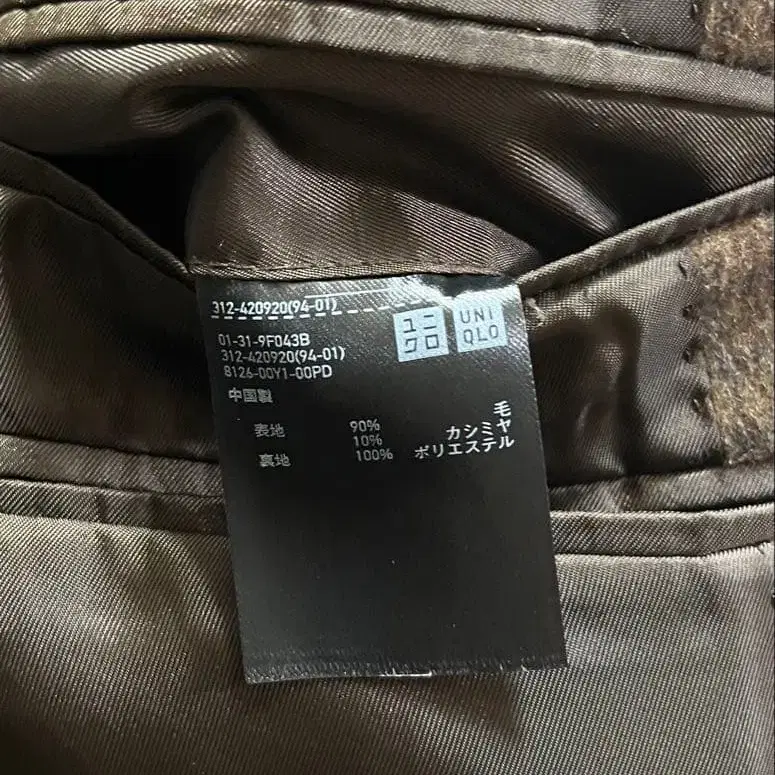 312-420920(94-01)
ユニ
クロ
UNI
QLO
01-31-9F043B
312-420920(94-01)
8126-00Y1-00PD
中国製
表地 90% 毛
10% カシミヤ
裏地 100% ポリエステル